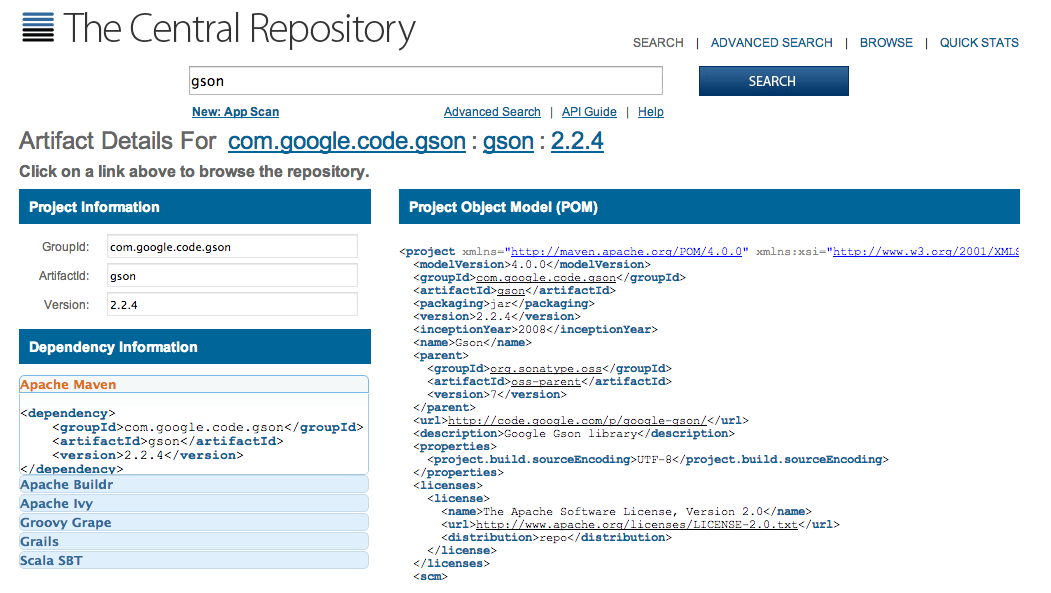 The Central Repository
SEARCH | ADVANCED SEARCH | BROWSE | QUICK STATS
gson
SEARCH
New: App Scan
Advanced Search | API Guide | Help
Artifact Details For com.google.code.gson : gson : 2.2.4
Click on a link above to browse the repository.
Project Information
GroupId: com.google.code.gson
ArtifactId: gson
Version: 2.2.4
Dependency Information
Apache Maven
<dependency>
    <groupId>com.google.code.gson</groupId>
    <artifactId>gson</artifactId>
    <version>2.2.4</version>
</dependency>
Apache Buildr
Apache Ivy
Groovy Grape
Grails
Scala SBT
Project Object Model (POM)
<project xmlns="http://maven.apache.org/POM/4.0.0" xmlns:xsi="http://www.w3.org/2001/XMLS
  <modelVersion>4.0.0</modelVersion>
  <groupId>com.google.code.gson</groupId>
  <artifactId>gson</artifactId>
  <packaging>jar</packaging>
  <version>2.2.4</version>
  <inceptionYear>2008</inceptionYear>
  <name>Gson</name>
  <parent>
    <groupId>org.sonatype.oss</groupId>
    <artifactId>oss-parent</artifactId>
    <version>7</version>
  </parent>
  <url>http://code.google.com/p/google-gson/</url>
  <description>Google Gson library</description>
  <properties>
    <project.build.sourceEncoding>UTF-8</project.build.sourceEncoding>
  </properties>
  <licenses>
    <license>
      <name>The Apache Software License, Version 2.0</name>
      <url>http://www.apache.org/licenses/LICENSE-2.0.txt</url>
      <distribution>repo</distribution>
    </license>
  </licenses>
  <scm>